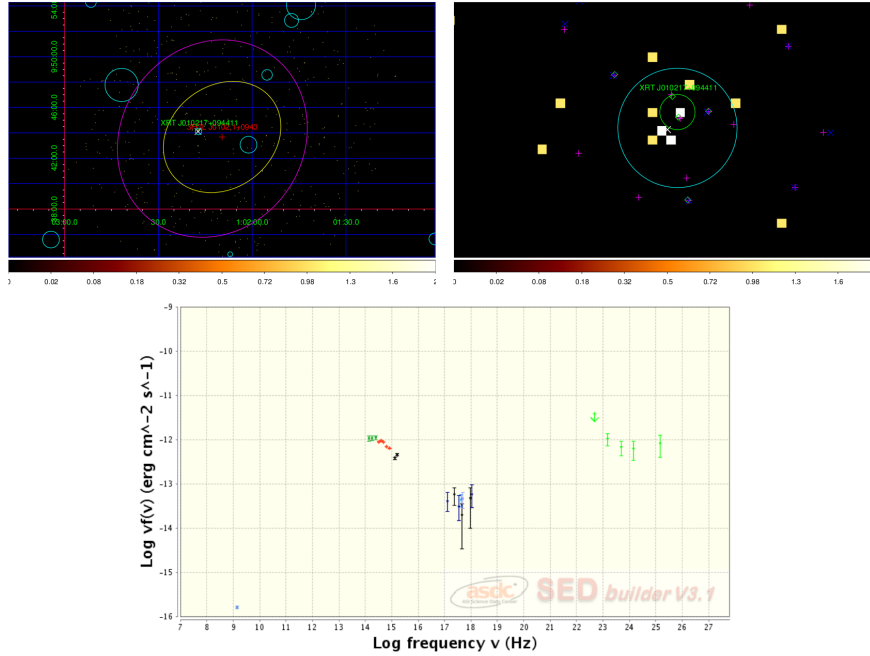 54:0
9:50:00.0
46:00.0
42:00.0
38:00.0
XRT J010217+094411
03:00.0
30.
1:02:00.0
01:30.0
0 0.02 0.08 0.18 0.32 0.5 0.72 0.98 1.3 1.6 2
XRT J010217+094411
0.02 0.08 0.18 0.32 0.5 0.72 0.98 1.3 1.6
Log νf(ν) (erg cm^-2 s^-1)
-9
-10
-11
-12
-13
-14
-15
-16
7 8 9 10 11 12 13 14 15 16 17 18 19 20 21 22 23 24 25 26 27
Log frequency ν (Hz)
asdc
SED builder V3.1